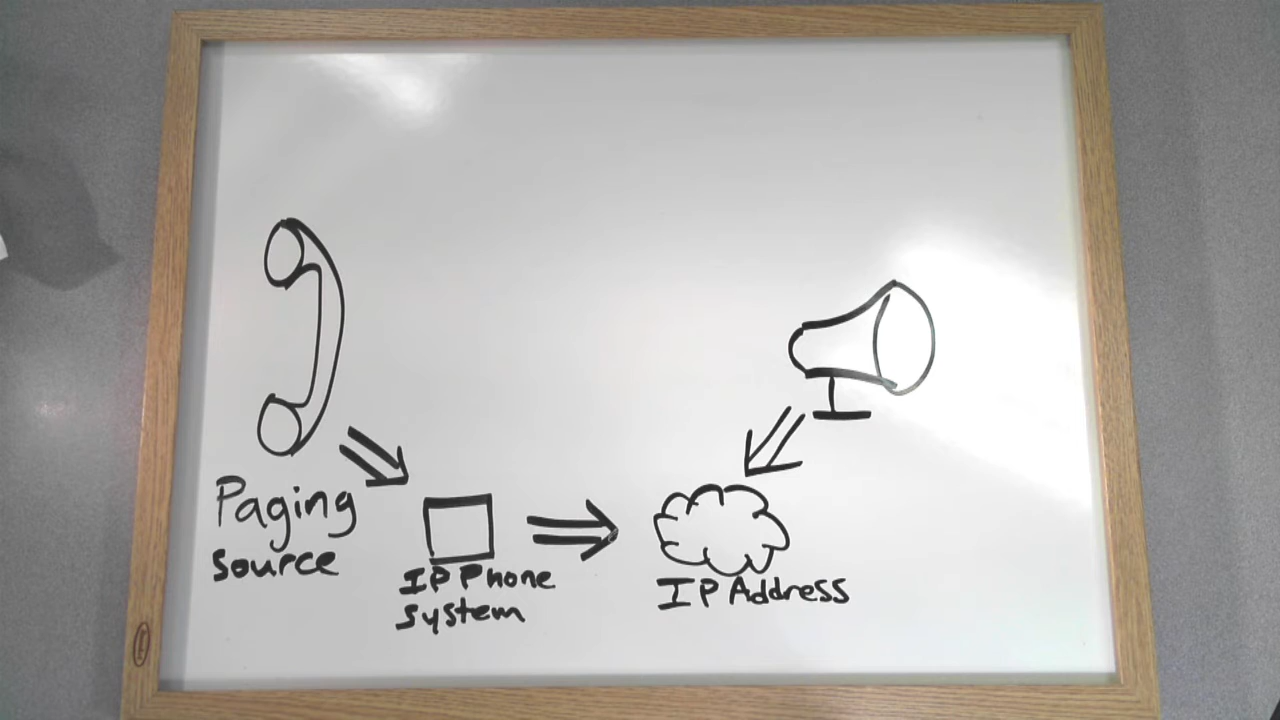 Paging
source
IP Phone
system
IP Address